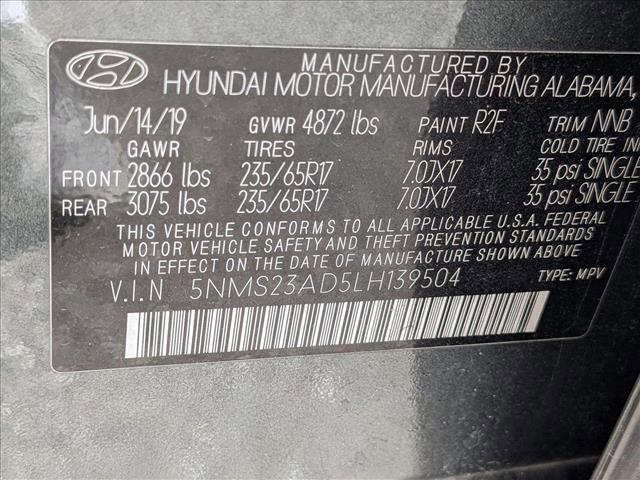 MANUFACTURED BY
HYUNDAI MOTOR MANUFACTURING ALABAMA,
Jun/14/19 GVWR 4872 lbs PAINT R2F TRIM NNB
GAWR TIRES RIMS COLD TIRE
FRONT 2866 lbs 235/65R17 7.0JX17 35 psi SINGLE
REAR 3075 lbs 235/65R17 7.0JX17 35 psi SINGLE
THIS VEHICLE CONFORMS TO ALL APPLICABLE U.S.A. FEDERAL
MOTOR VEHICLE SAFETY AND THEFT PREVENTION STANDARDS
IN EFFECT ON THE DATE OF MANUFACTURE SHOWN ABOVE
V.I.N 5NMS23AD5LH139504 TYPE: MPV